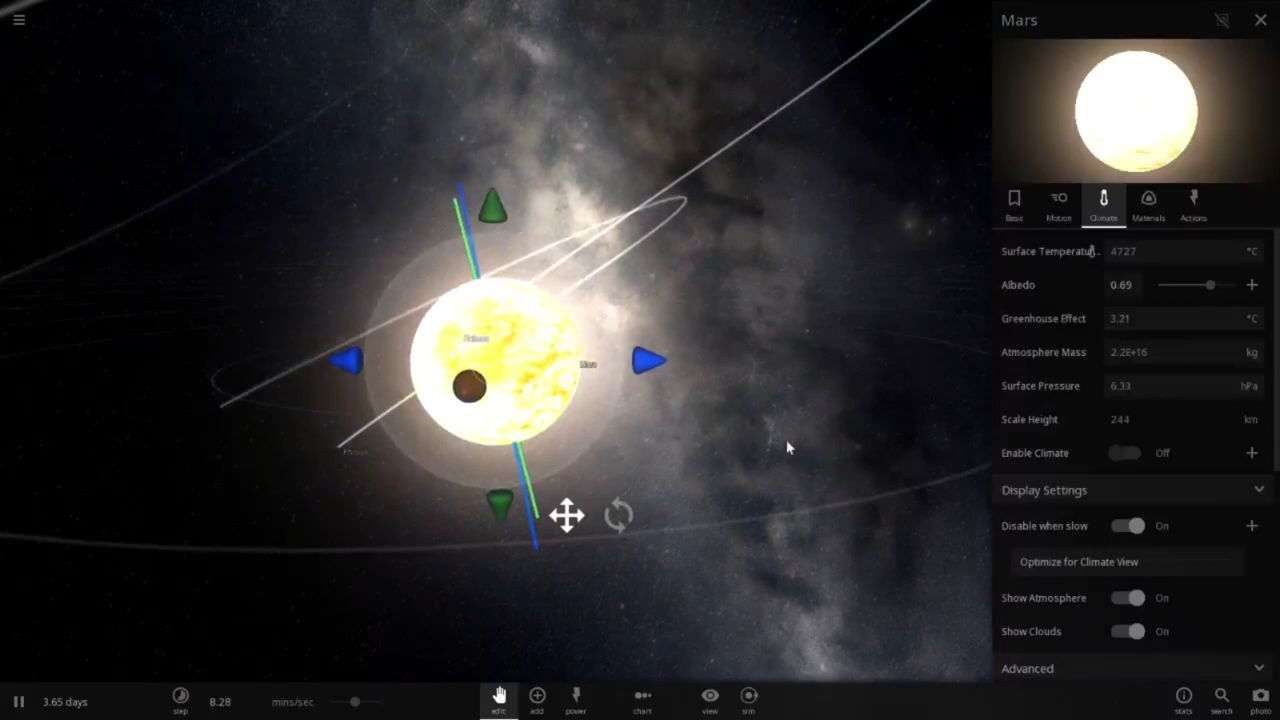 Mars
Basic Motion Climate Materials Actions
Surface Temperatu... 4727 °C
Albedo 0.69
Greenhouse Effect 3.21 °C
Atmosphere Mass 2.2E+16 kg
Surface Pressure 6.33 hPa
Scale Height 244 km
Enable Climate Off
Display Settings
Disable when slow On
Optimize for Climate View
Show Atmosphere On
Show Clouds On
Advanced
Mars
Phobos
3.65 days step 8.28 mins/sec edit add power chart view sim stats search photo